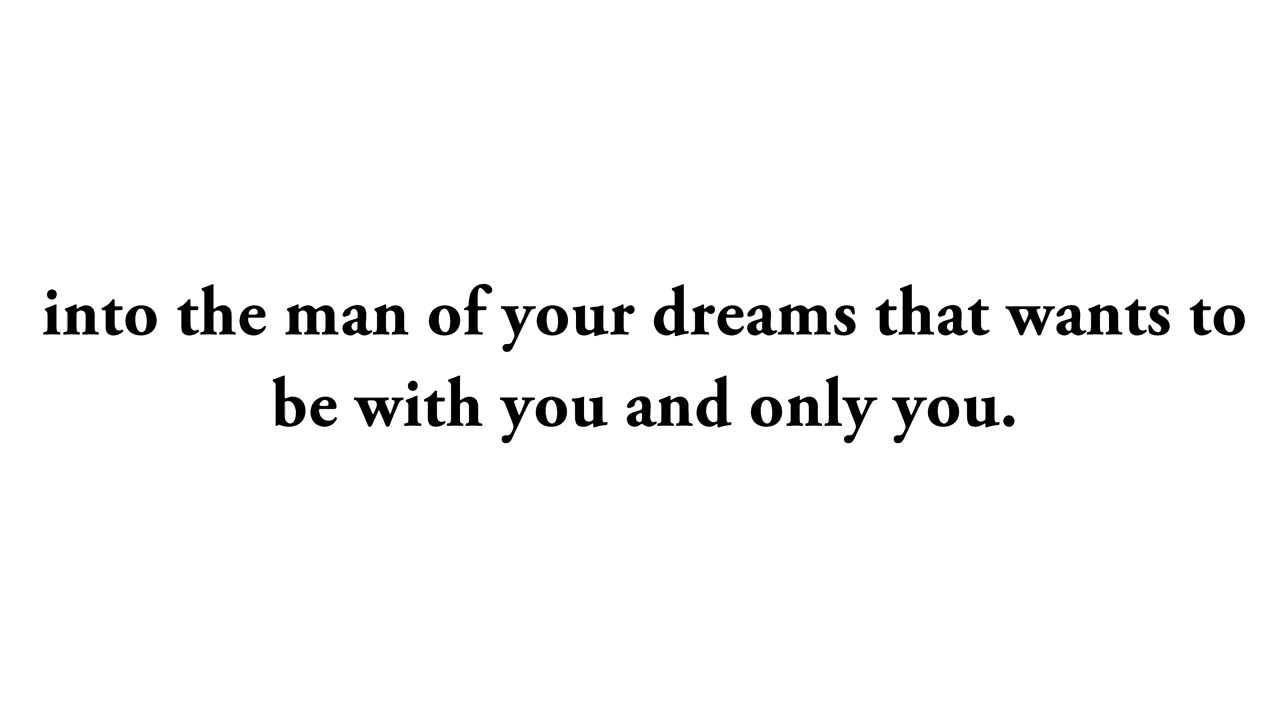 into the man of your dreams that wants to
be with you and only you.